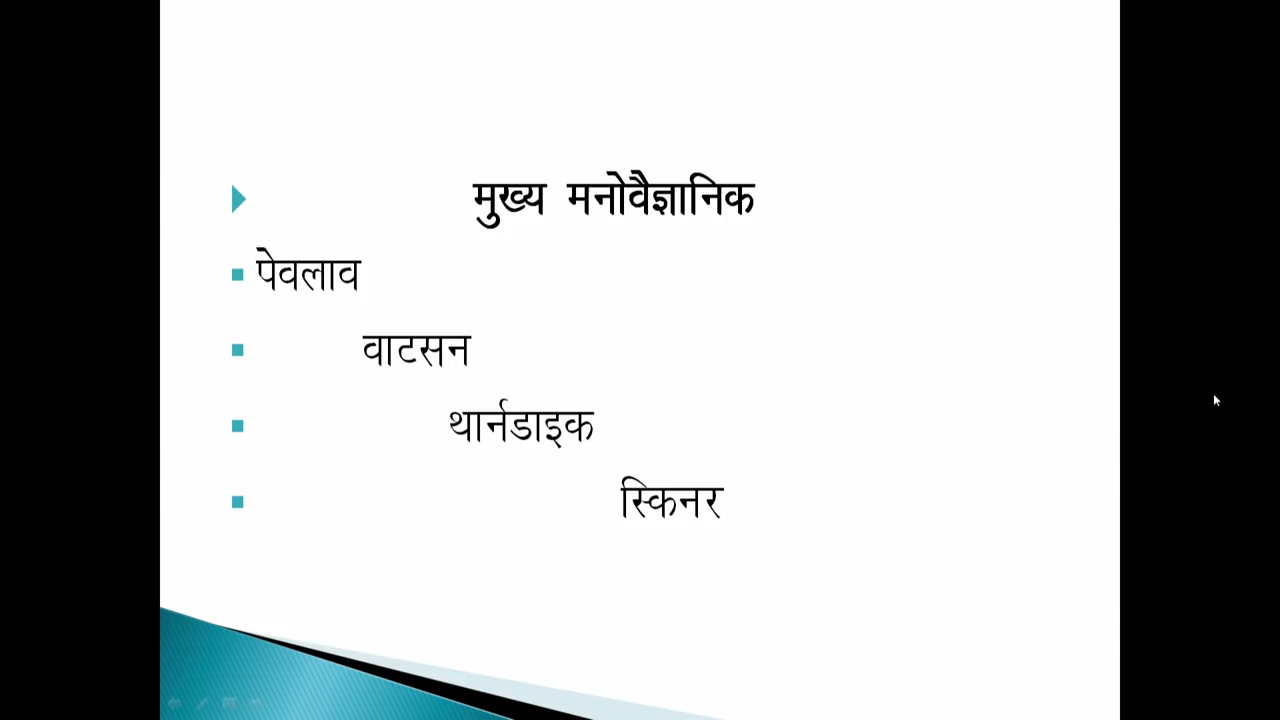 मुख्य मनोवैज्ञानिक
पेवलाव
वाटसन
थार्नडाइक
स्किनर